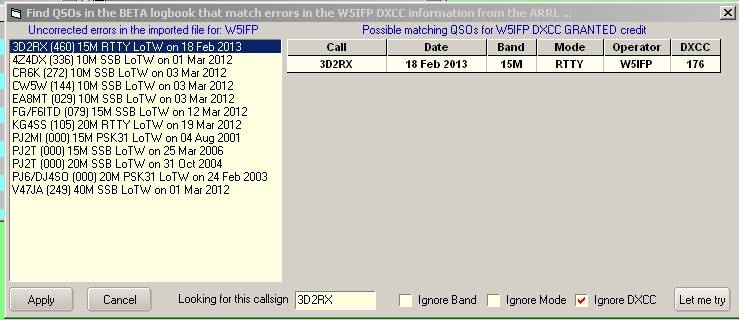 Find QSOs in the BETA logbook that match errors in the W5IFP DXCC information from the ARRL ...
Uncorrected errors in the imported file for: W5IFP
3D2RX (460) 15M RTTY LoTW on 18 Feb 2013
4Z4DX (336) 10M SSB LoTW on 01 Mar 2012
CR6K (272) 10M SSB LoTW on 03 Mar 2012
CW5W (144) 10M SSB LoTW on 03 Mar 2012
EA8MT (029) 10M SSB LoTW on 03 Mar 2012
FG/F6ITD (079) 15M SSB LoTW on 12 Mar 2012
KG4SS (105) 20M RTTY LoTW on 19 Mar 2012
PJ2MI (000) 15M PSK31 LoTW on 04 Aug 2001
PJ2T (000) 15M SSB LoTW on 25 Mar 2006
PJ2T (000) 20M SSB LoTW on 31 Oct 2004
PJ6/DJ4SO (000) 20M PSK31 LoTW on 24 Feb 2003
V47JA (249) 40M SSB LoTW on 01 Mar 2012
Possible matching QSOs for W5IFP DXCC GRANTED credit
Call Date Band Mode Operator DXCC
3D2RX 18 Feb 2013 15M RTTY W5IFP 176
Apply Cancel Looking for this callsign 3D2RX Ignore Band Ignore Mode Ignore DXCC Let me try